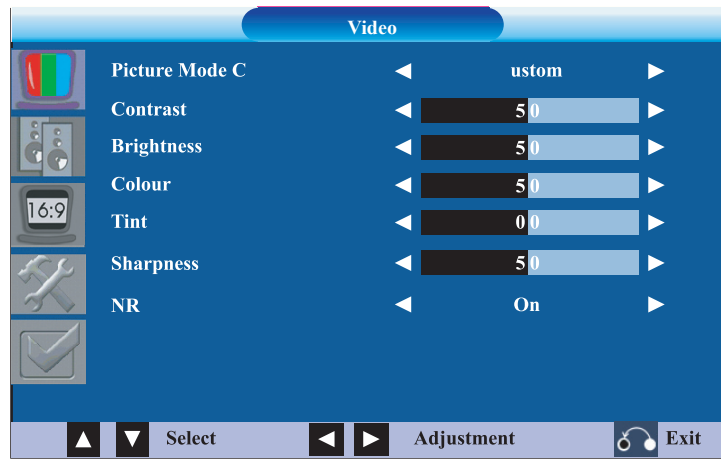 Video
Picture Mode C ustom
Contrast 50
Brightness 50
Colour 50
16:9
Tint 00
Sharpness 50
NR On
Select Adjustment Exit